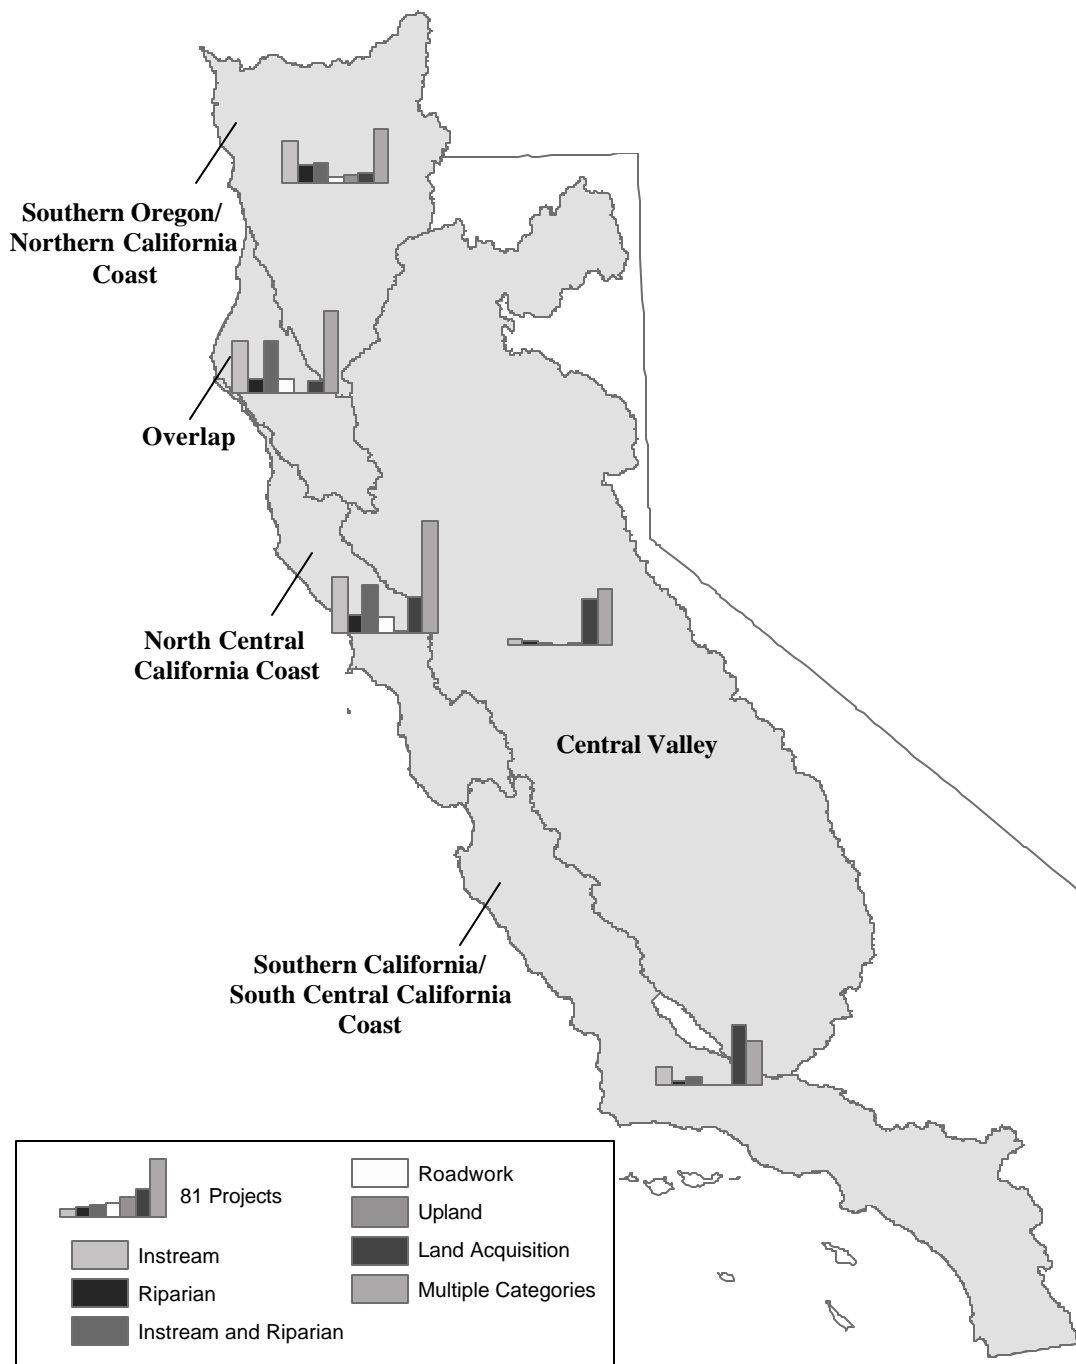 Southern Oregon/
Northern California
Coast
Overlap
North Central
California Coast
Central Valley
Southern California/
South Central California
Coast
81 Projects
Instream
Riparian
Instream and Riparian
Roadwork
Upland
Land Acquisition
Multiple Categories